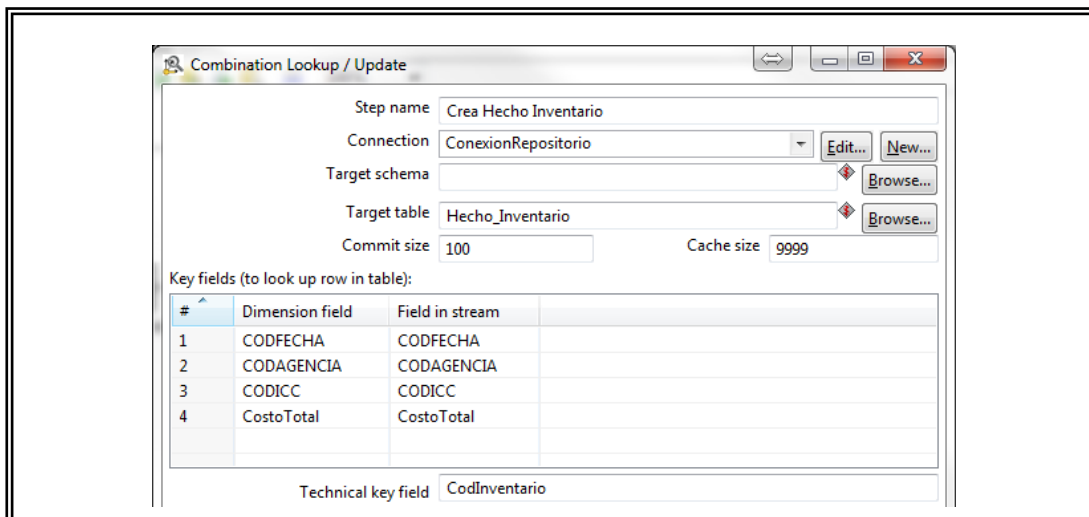 Combination Lookup / Update
Step name Crea Hecho Inventario
Connection ConexionRepositorio Edit... New...
Target schema Browse...
Target table Hecho_Inventario Browse...
Commit size 100 Cache size 9999
Key fields (to look up row in table):
# Dimension field Field in stream
1 CODFECHA CODFECHA
2 CODAGENCIA CODAGENCIA
3 CODICC CODICC
4 CostoTotal CostoTotal
Technical key field CodInventario